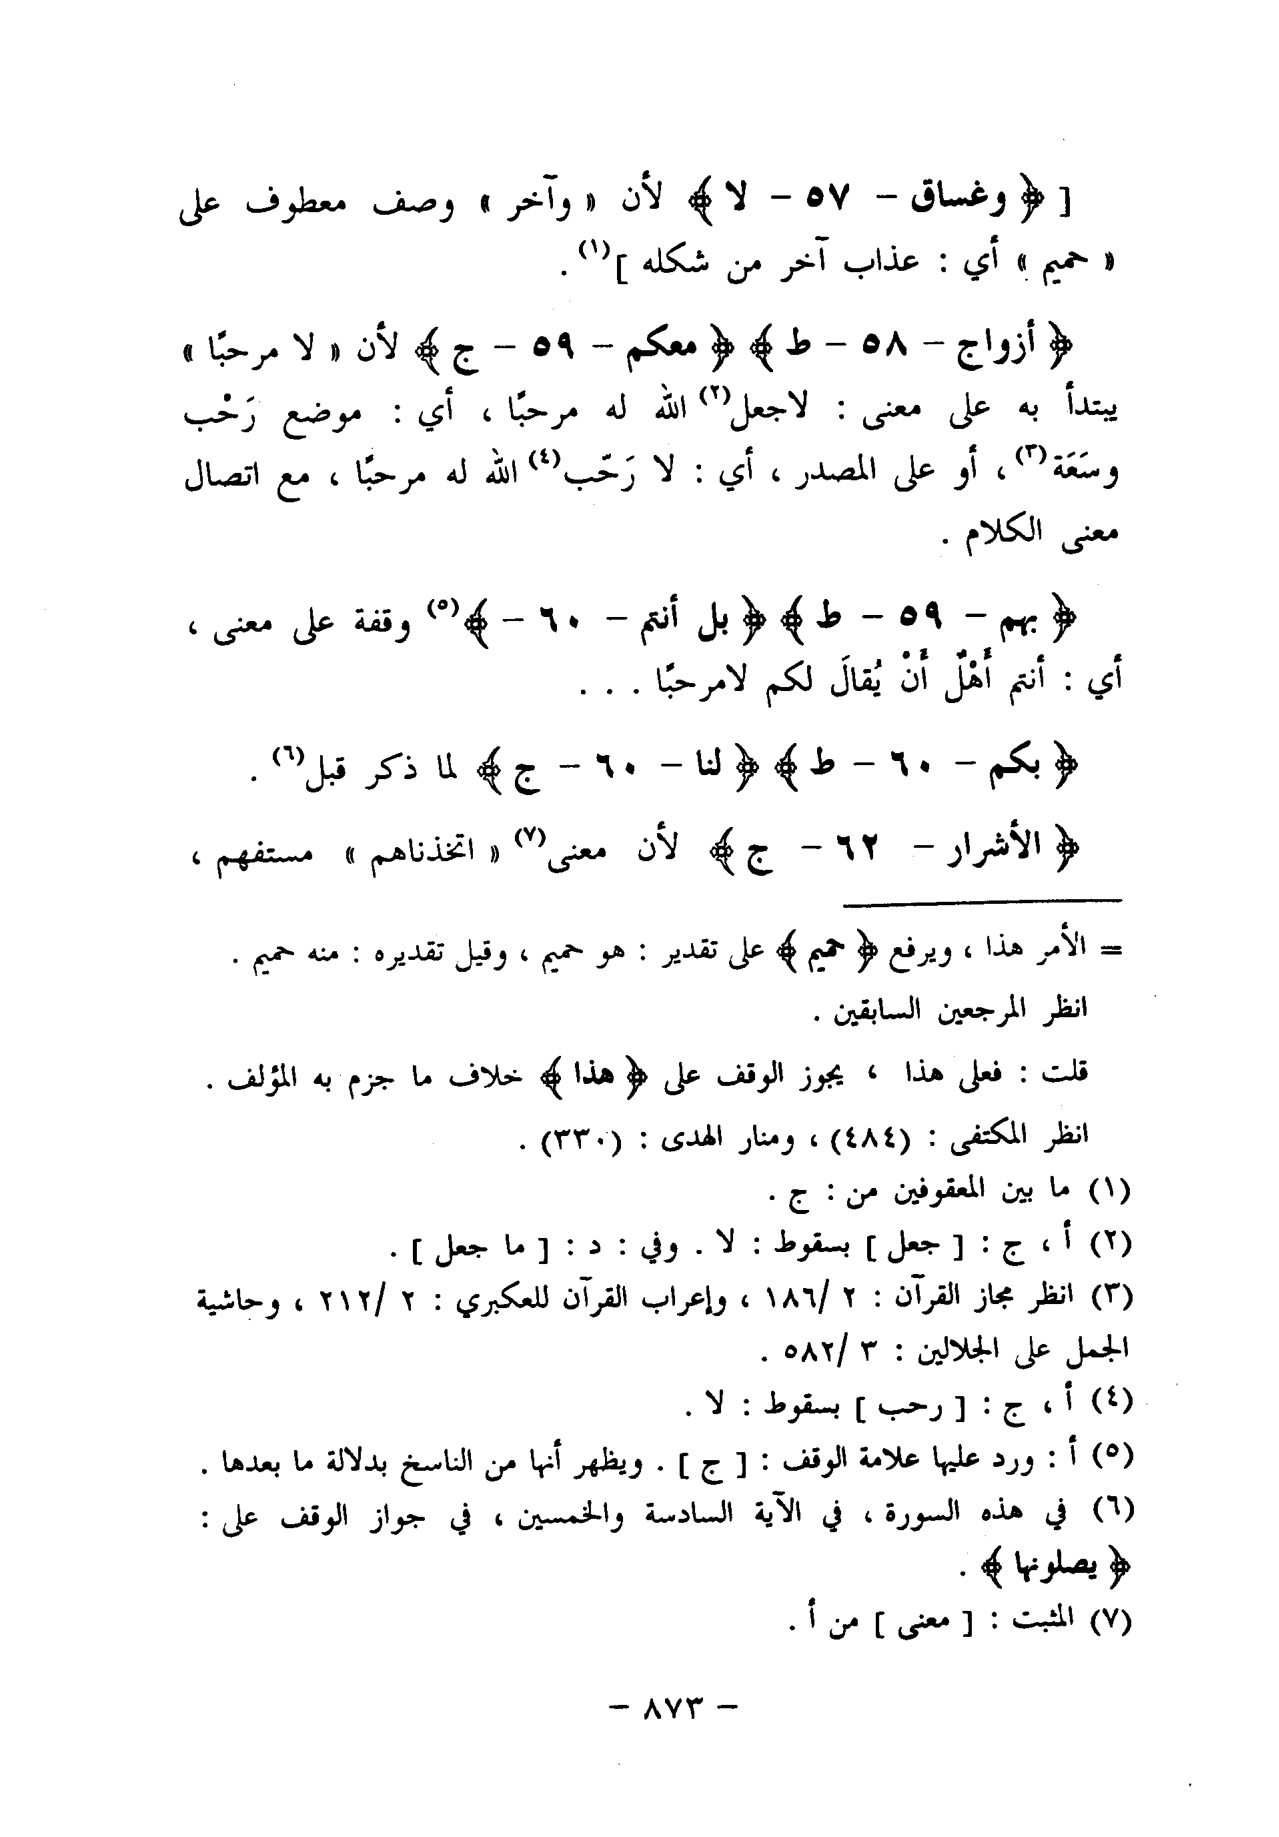 [ ﴿ وغساق - ٥٧ - لا ﴾ لأن « وآخر » وصف معطوف على
« حميم » أي : عذاب آخر من شكله ](١) .
﴿ أزواج - ٥٨ - ط ﴾ ﴿ معكم - ٥٩ - ج ﴾ لأن « لا مرحبًا »
يبتدأ به على معنى : لاجعل(٢) الله له مرحبًا ، أي : موضع رَحْب
وسَعَة(٣) ، أو على المصدر ، أي : لا رَحّب(٤) الله له مرحبًا ، مع اتصال
معنى الكلام .
﴿ بهم - ٥٩ - ط ﴾ ﴿ بل أنتم - ٦٠ - ﴾(٥) وقفة على معنى ،
أي : أنتم أَهْلٌ أَنْ يُقالَ لكم لامرحبًا . . .
﴿ بكم - ٦٠ - ط ﴾ ﴿ لنا - ٦٠ - ج ﴾ لما ذكر قبل(٦) .
﴿ الأشرار - ٦٢ - ج ﴾ لأن معنى(٧) « اتخذناهم » مستفهم ،
= الأمر هذا ، ويرفع ﴿ حميم ﴾ على تقدير : هو حميم ، وقيل تقديره : منه حميم .
انظر المرجعين السابقين .
قلت : فعلى هذا ، يجوز الوقف على ﴿ هذا ﴾ خلاف ما جزم به المؤلف .
انظر المكتفى : (٤٨٤) ، ومنار الهدى : (٣٣٠) .
(١) ما بين المعقوفين من : ج .
(٢) أ ، ج : [ جعل ] بسقوط : لا . وفي : د : [ ما جعل ] .
(٣) انظر مجاز القرآن : ٢ /١٨٦ ، وإعراب القرآن للعكبري : ٢ /٢١٢ ، وحاشية
الجمل على الجلالين : ٣ /٥٨٢ .
(٤) أ ، ج : [ رحب ] بسقوط : لا .
(٥) أ : ورد عليها علامة الوقف : [ ج ] . ويظهر أنها من الناسخ بدلالة ما بعدها .
(٦) في هذه السورة ، في الآية السادسة والخمسين ، في جواز الوقف على :
﴿ يصلونها ﴾ .
(٧) المثبت : [ معنى ] من أ .
- ٨٧٣ -